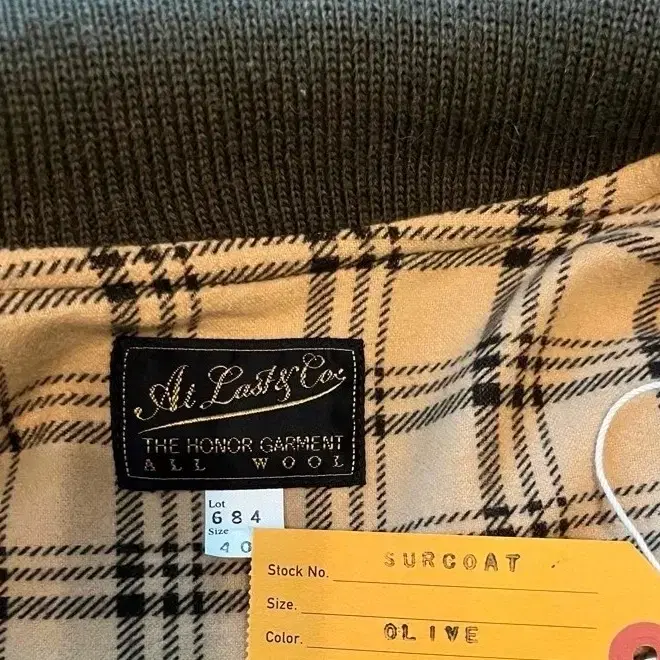 At Last & Co.
THE HONOR GARMENT
ALL WOOL
Lot
684
Size
40
Stock No. SURCOAT
Size.
Color. OLIVE